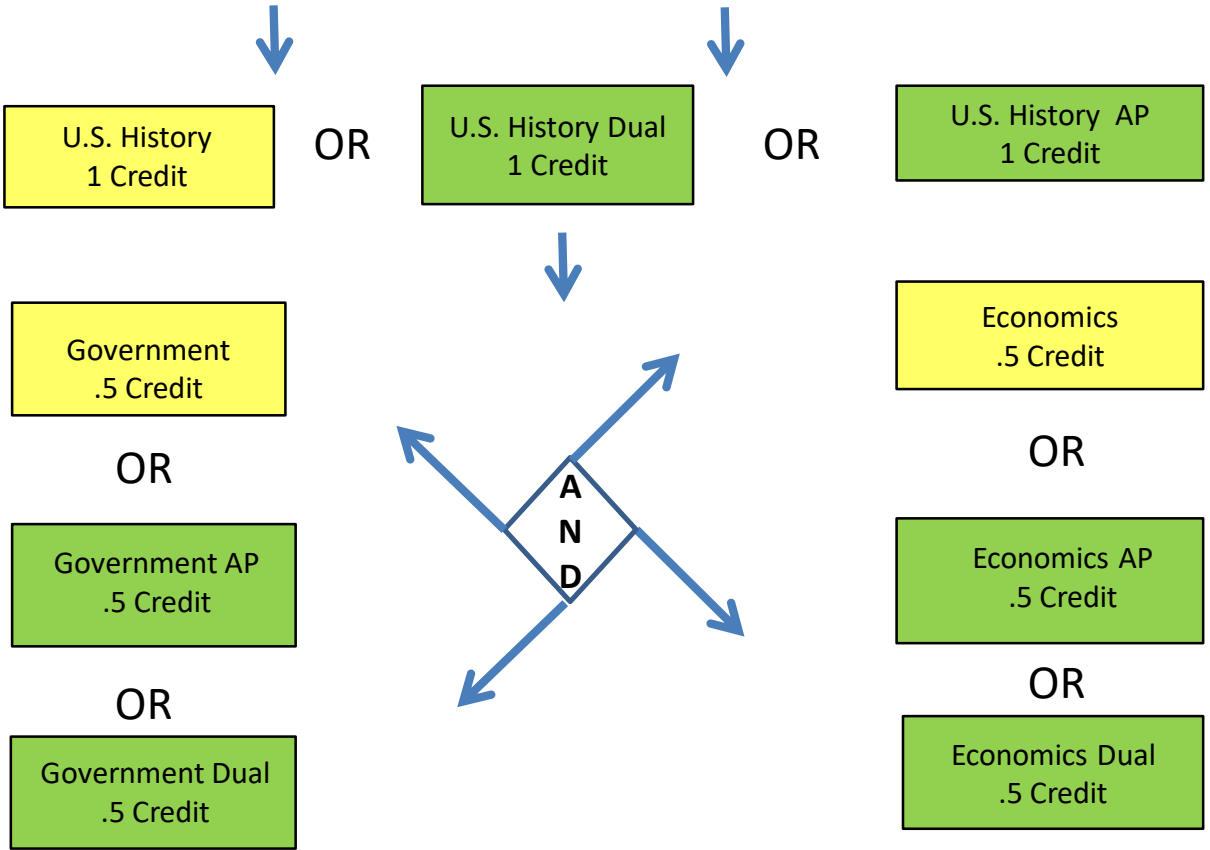 U.S. History
1 Credit
OR
U.S. History Dual
1 Credit
OR
U.S. History AP
1 Credit
Government
.5 Credit
OR
Government AP
.5 Credit
OR
Government Dual
.5 Credit
A
N
D
Economics
.5 Credit
OR
Economics AP
.5 Credit
OR
Economics Dual
.5 Credit